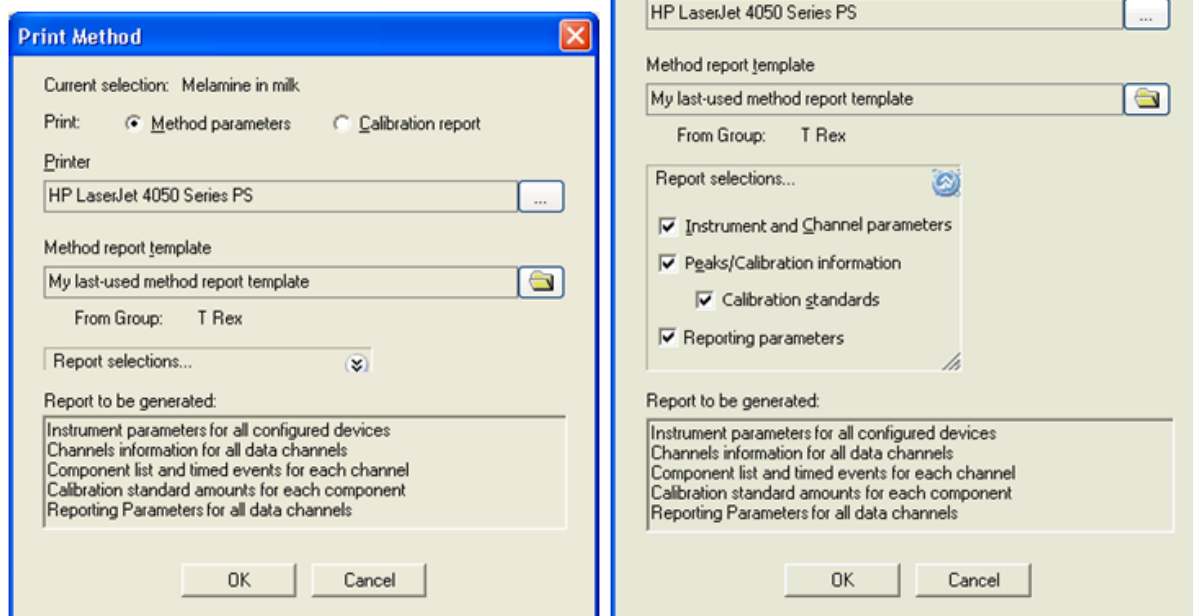 Print Method
Current selection: Melamine in milk
Print: Method parameters Calibration report
Printer
HP LaserJet 4050 Series PS
...
Method report template
My last-used method report template
From Group: T Rex
Report selections...
Report to be generated:
Instrument parameters for all configured devices
Channels information for all data channels
Component list and timed events for each channel
Calibration standard amounts for each component
Reporting Parameters for all data channels
OK Cancel
HP LaserJet 4050 Series PS
...
Method report template
My last-used method report template
From Group: T Rex
Report selections...
Instrument and Channel parameters
Peaks/Calibration information
Calibration standards
Reporting parameters
Report to be generated:
Instrument parameters for all configured devices
Channels information for all data channels
Component list and timed events for each channel
Calibration standard amounts for each component
Reporting Parameters for all data channels
OK Cancel